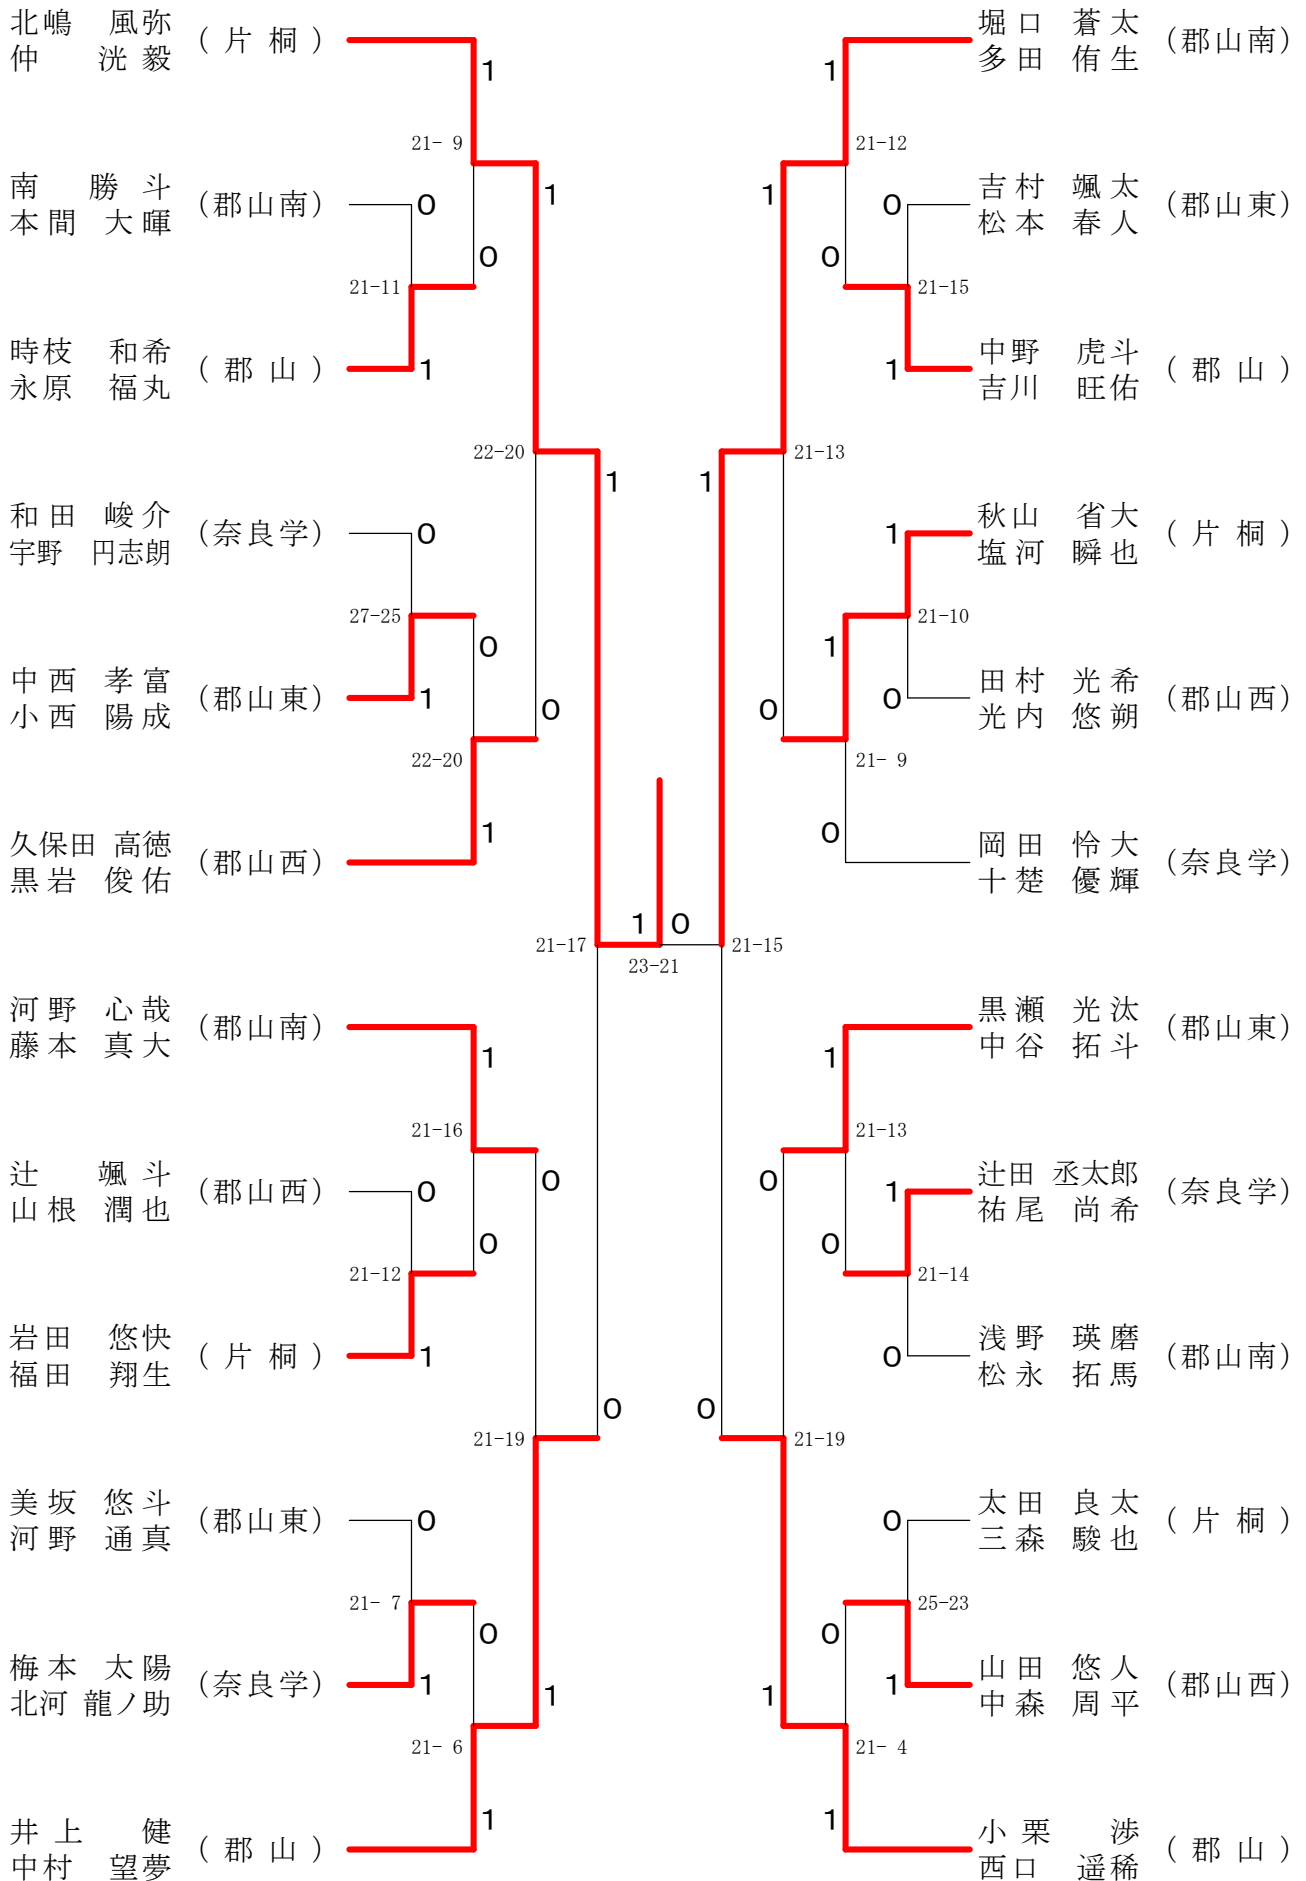 北嶋 風弥
仲 洸毅
(片桐)
1
21- 9
南 勝斗
本間 大暉
(郡山南)
0
1
0
21-11
時枝 和希
永原 福丸
(郡山)
1
22-20
1
和田 峻介
宇野 円志朗
(奈良学)
0
27-25
0
中西 孝富
小西 陽成
(郡山東)
1
0
22-20
久保田 高徳
黒岩 俊佑
(郡山西)
1
21-17
1 0
23-21
河野 心哉
藤本 真大
(郡山南)
1
21-16
辻 颯斗
山根 潤也
(郡山西)
0
0
0
21-12
岩田 悠快
福田 翔生
(片桐)
1
0
21-19
美坂 悠斗
河野 通真
(郡山東)
0
21- 7
0
梅本 太陽
北河 龍ノ助
(奈良学)
1
1
21- 6
井上 健
中村 望夢
(郡山)
1
堀口 蒼太
多田 侑生
(郡山南)
1
21-12
吉村 颯太
松本 春人
(郡山東)
0
1
0
21-15
中野 虎斗
吉川 旺佑
(郡山)
1
21-13
1
秋山 省大
塩河 瞬也
(片桐)
1
21-10
1
田村 光希
光内 悠朔
(郡山西)
0
0
21- 9
岡田 怜大
十楚 優輝
(奈良学)
0
21-15
黒瀬 光汰
中谷 拓斗
(郡山東)
1
21-13
辻田 丞太郎
祐尾 尚希
(奈良学)
1
0
0
21-14
浅野 瑛磨
松永 拓馬
(郡山南)
0
0
21-19
太田 良太
三森 駿也
(片桐)
0
25-23
0
山田 悠人
中森 周平
(郡山西)
1
1
21- 4
小栗 渉
西口 遥稀
(郡山)
1